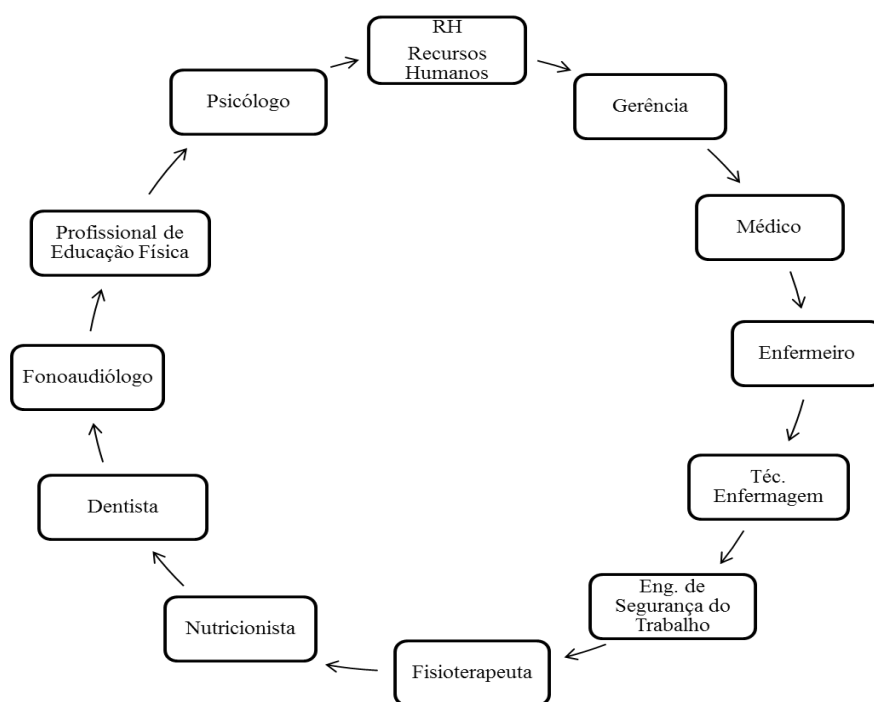 RH
Recursos
Humanos
Gerência
Médico
Enfermeiro
Téc.
Enfermagem
Eng. de
Segurança do
Trabalho
Fisioterapeuta
Nutricionista
Dentista
Fonoaudiólogo
Profissional de
Educação Física
Psicólogo